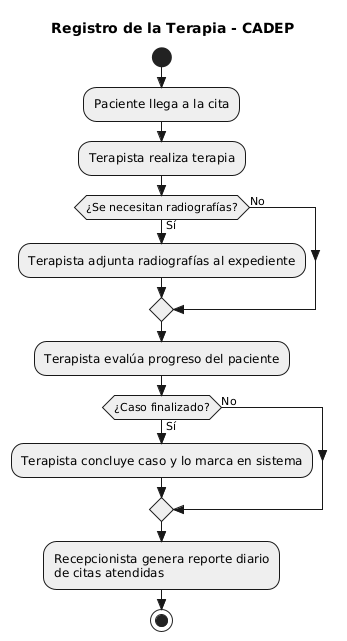 Registro de la Terapia - CADEP
Paciente llega a la cita
Terapista realiza terapia
¿Se necesitan radiografías?
No
Sí
Terapista adjunta radiografías al expediente
Terapista evalúa progreso del paciente
¿Caso finalizado?
No
Sí
Terapista concluye caso y lo marca en sistema
Recepcionista genera reporte diario
de citas atendidas